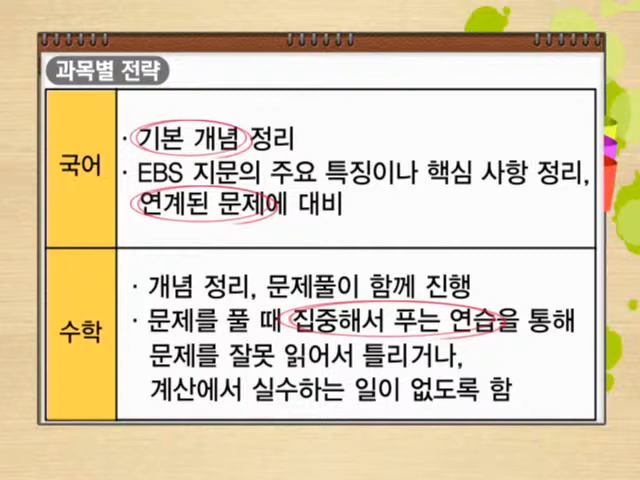 과목별 전략
국어
· 기본 개념 정리
· EBS 지문의 주요 특징이나 핵심 사항 정리,
연계된 문제에 대비
수학
· 개념 정리, 문제풀이 함께 진행
· 문제를 풀 때 집중해서 푸는 연습을 통해
문제를 잘못 읽어서 틀리거나,
계산에서 실수하는 일이 없도록 함